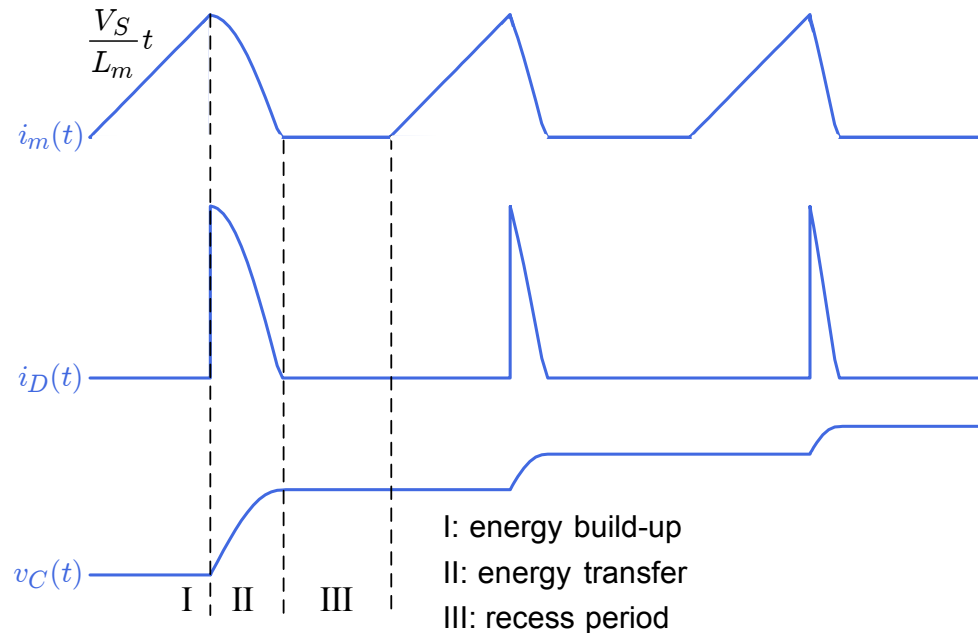 V_S
L_m t
i_m(t)
i_D(t)
I: energy build-up
II: energy transfer
v_C(t)
I II III
III: recess period